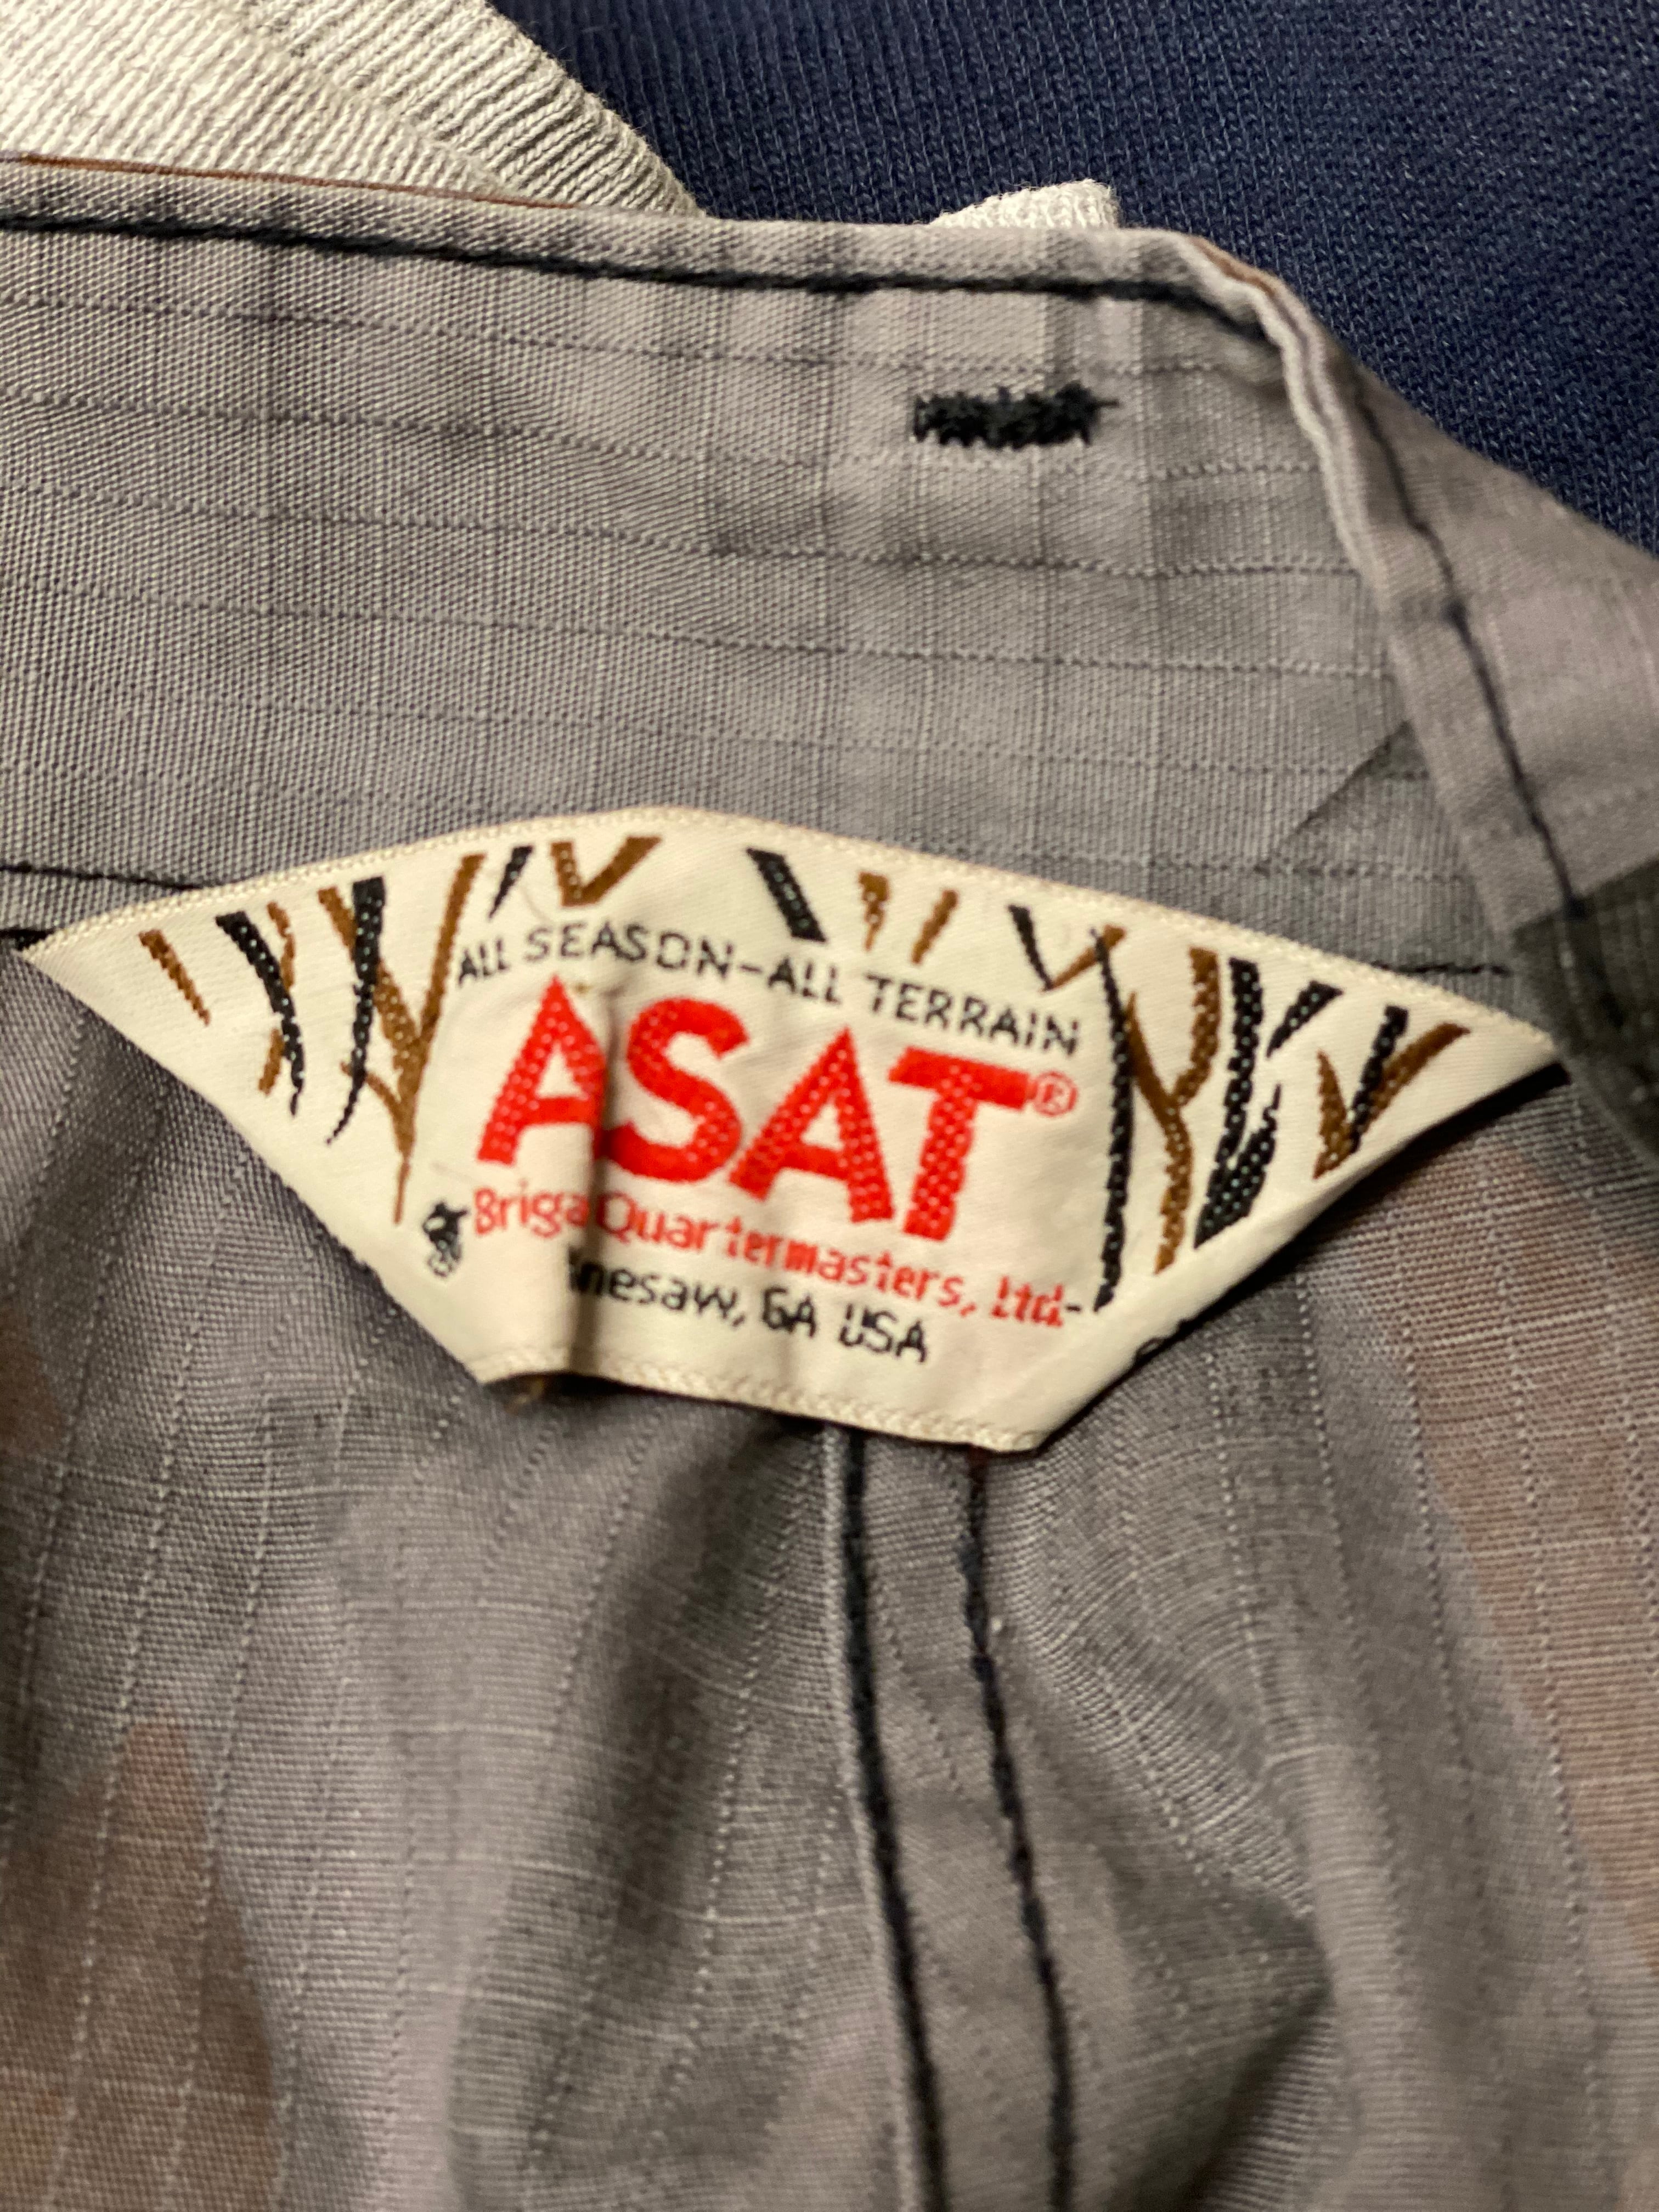 ALL SEASON-ALL TERRAIN
ASAT®
Quartermasters, Ltd.
GA USA